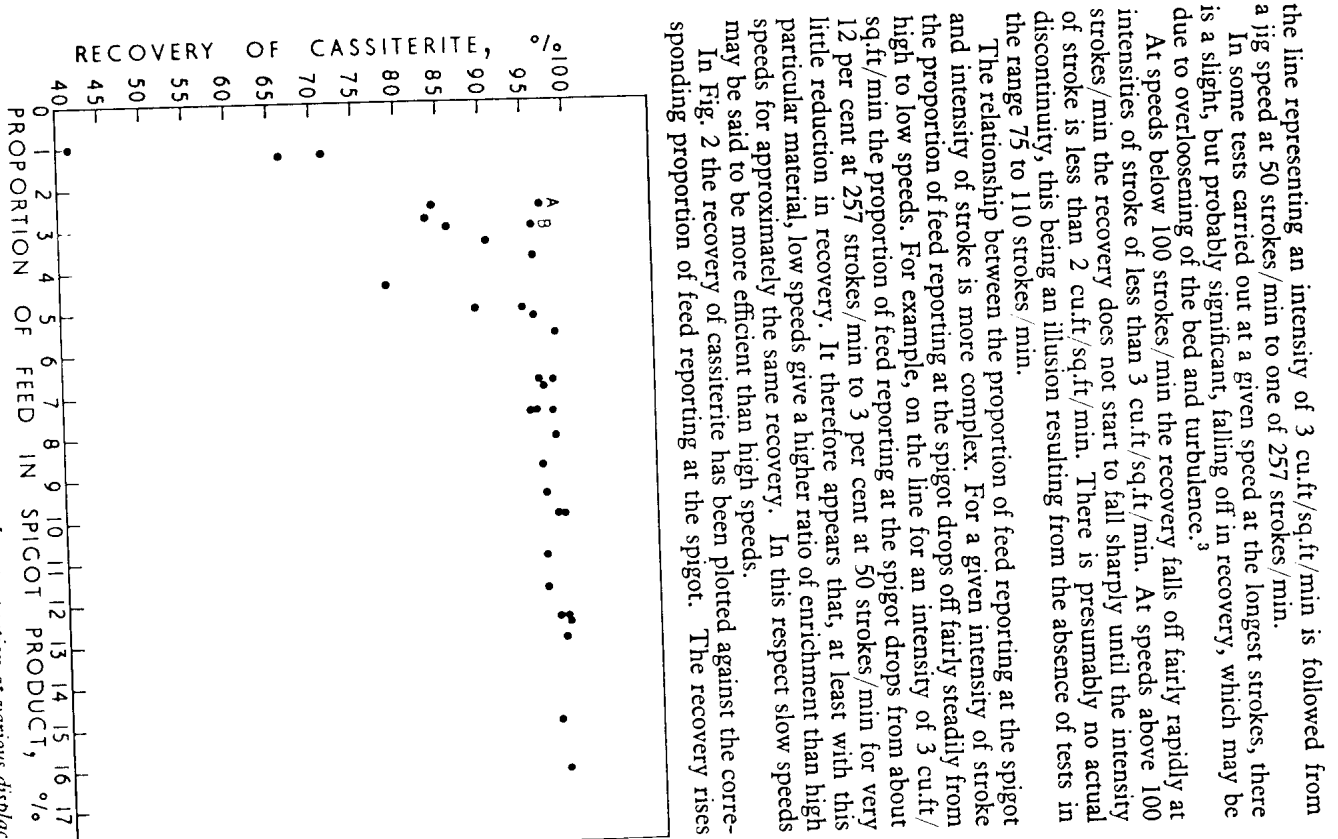 the line representing an intensity of 3 cu.ft/sq.ft/min is followed from
a jig speed at 50 strokes/min to one of 257 strokes/min.
In some tests carried out at a given speed at the longest strokes, there
is a slight, but probably significant, falling off in recovery, which may be
due to overloosening of the bed and turbulence.³
At speeds below 100 strokes/min the recovery falls off fairly rapidly at
intensities of stroke of less than 3 cu.ft/sq.ft/min. At speeds above 100
strokes/min the recovery does not start to fall sharply until the intensity
of stroke is less than 2 cu.ft/sq.ft/min. There is presumably no actual
discontinuity, this being an illusion resulting from the absence of tests in
the range 75 to 110 strokes/min.
The relationship between the proportion of feed reporting at the spigot
and intensity of stroke is more complex. For a given intensity of stroke
the proportion of feed reporting at the spigot drops off fairly steadily from
high to low speeds. For example, on the line for an intensity of 3 cu.ft/
sq.ft/min the proportion of feed reporting at the spigot drops from about
12 per cent at 257 strokes/min to 3 per cent at 50 strokes/min for very
little reduction in recovery. It therefore appears that, at least with this
particular material, low speeds give a higher ratio of enrichment than high
speeds for approximately the same recovery. In this respect slow speeds
may be said to be more efficient than high speeds.
In Fig. 2 the recovery of cassiterite has been plotted against the corre-
sponding proportion of feed reporting at the spigot. The recovery rises
RECOVERY OF CASSITERITE, %
100
95
90
85
80
75
70
65
60
55
50
45
40
A
B
0 1 2 3 4 5 6 7 8 9 10 11 12 13 14 15 16 17
PROPORTION OF FEED IN SPIGOT PRODUCT, %
at various displac